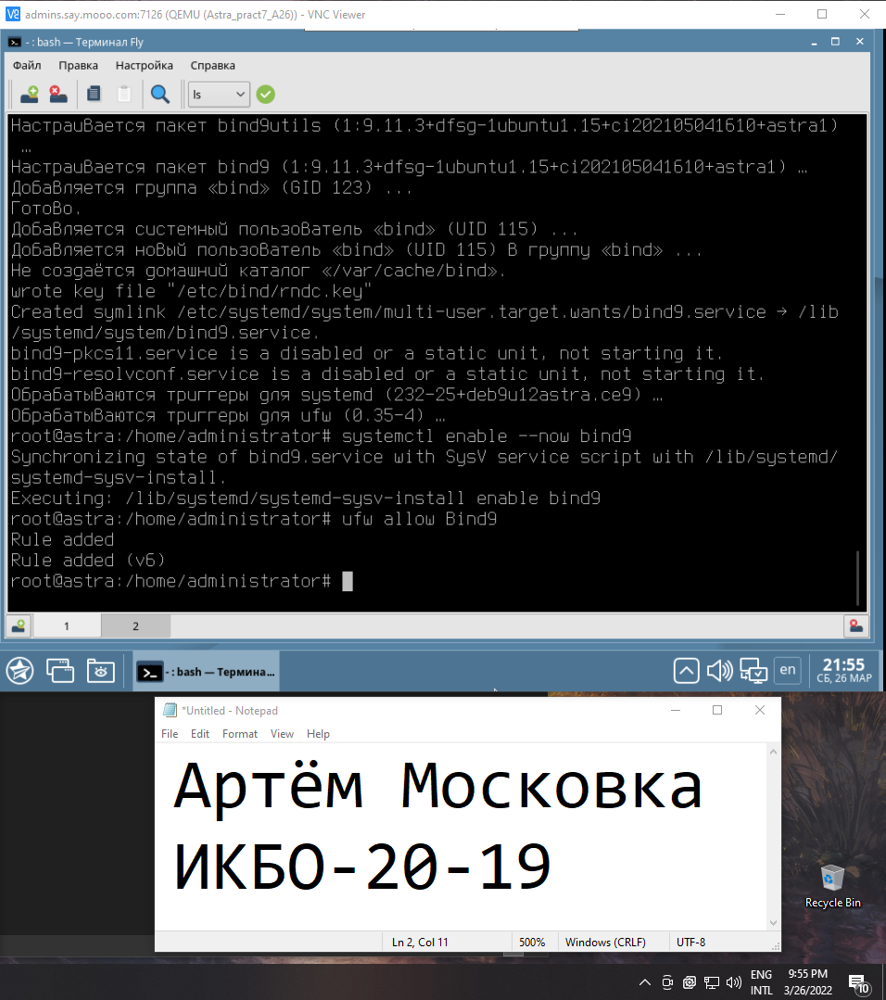 admins.say.mooo.com:7126 (QEMU (Astra_pract7_A26)) - VNC Viewer
- : bash — Терминал Fly
Файл Правка Настройка Справка
ls
Настраивается пакет bind9utils (1:9.11.3+dfsg-1ubuntu1.15+ci202105041610+astra1)
…
Настраивается пакет bind9 (1:9.11.3+dfsg-1ubuntu1.15+ci202105041610+astra1) …
Добавляется группа «bind» (GID 123) ...
Готово.
Добавляется системный пользователь «bind» (UID 115) ...
Добавляется новый пользователь «bind» (UID 115) в группу «bind» ...
Не создаётся домашний каталог «/var/cache/bind».
wrote key file "/etc/bind/rndc.key"
Created symlink /etc/systemd/system/multi-user.target.wants/bind9.service → /lib
/systemd/system/bind9.service.
bind9-pkcs11.service is a disabled or a static unit, not starting it.
bind9-resolvconf.service is a disabled or a static unit, not starting it.
Обрабатываются триггеры для systemd (232-25+deb9u12astra.ce9) …
Обрабатываются триггеры для ufw (0.35-4) …
root@astra:/home/administrator# systemctl enable --now bind9
Synchronizing state of bind9.service with SysV service script with /lib/systemd/
systemd-sysv-install.
Executing: /lib/systemd/systemd-sysv-install enable bind9
root@astra:/home/administrator# ufw allow Bind9
Rule added
Rule added (v6)
root@astra:/home/administrator#
1 2
- : bash — Термина... en 21:55
СБ, 26 МАР
*Untitled - Notepad
File Edit Format View Help
Артём Московка
ИКБО-20-19
Recycle Bin
Ln 2, Col 11 500% Windows (CRLF) UTF-8
ENG 9:55 PM
INTL 3/26/2022 10